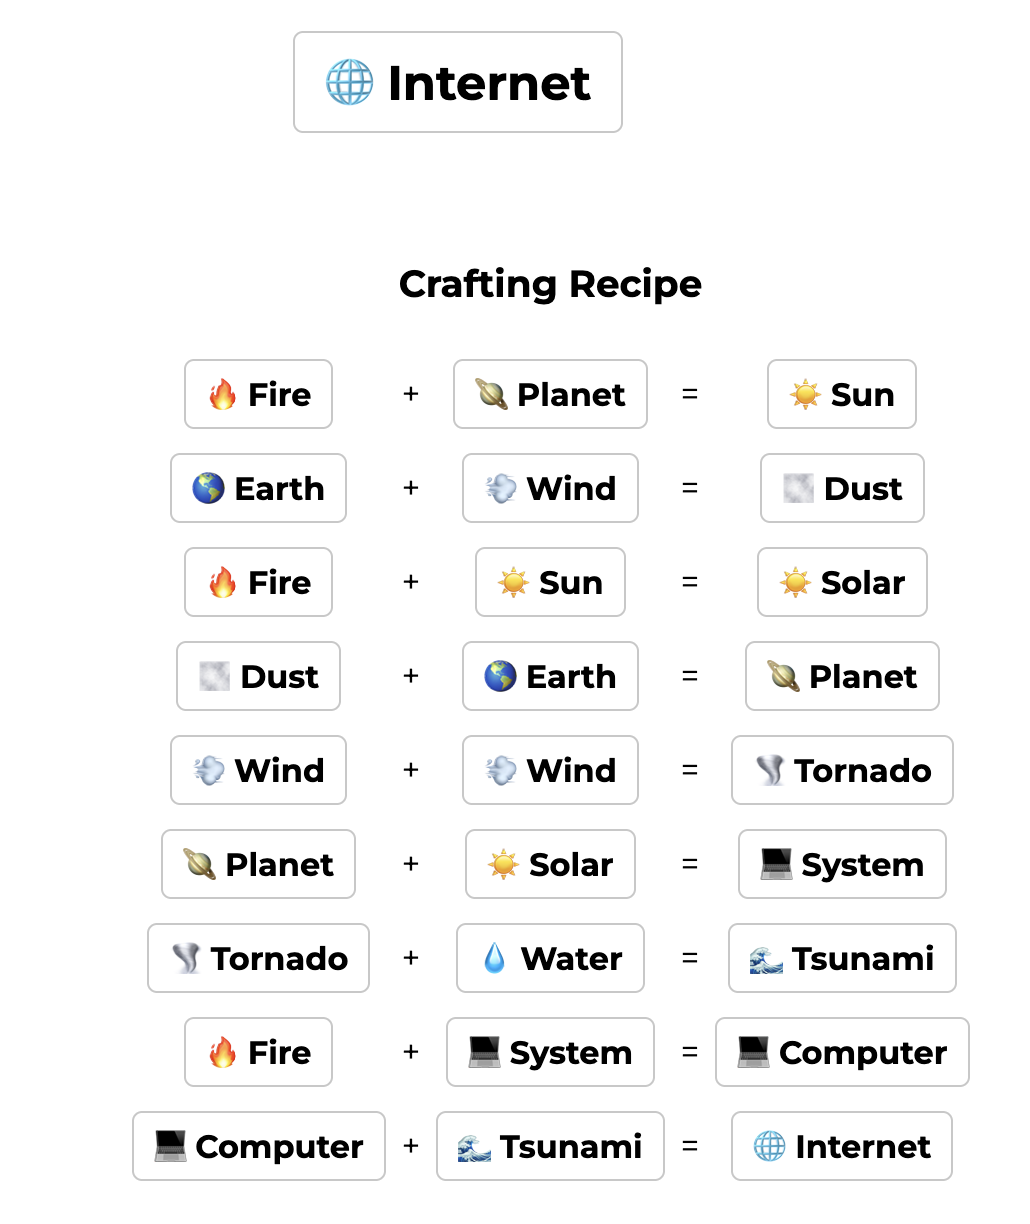 Internet
Crafting Recipe
Fire + Planet = Sun
Earth + Wind = Dust
Fire + Sun = Solar
Dust + Earth = Planet
Wind + Wind = Tornado
Planet + Solar = System
Tornado + Water = Tsunami
Fire + System = Computer
Computer + Tsunami = Internet